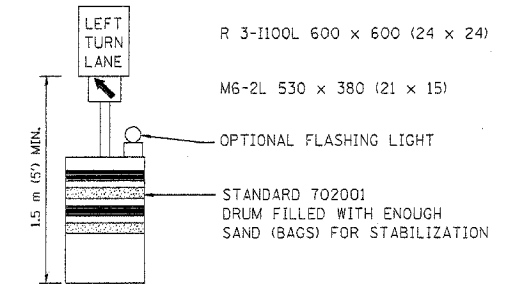 LEFT
TURN
LANE
R 3-I100L 600 x 600 (24 x 24)
M6-2L 530 x 380 (21 x 15)
OPTIONAL FLASHING LIGHT
1.5 m (5') MIN.
STANDARD 702001
DRUM FILLED WITH ENOUGH
SAND (BAGS) FOR STABILIZATION